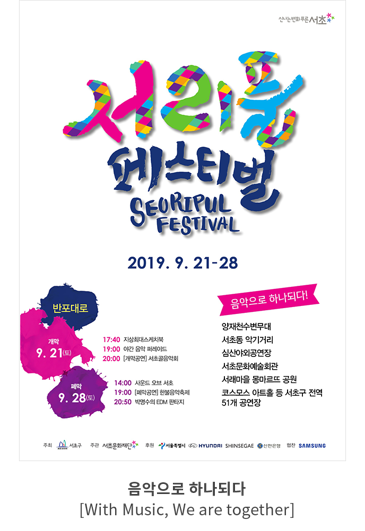 서초
서리풀
페스티벌
SEORIPUL
FESTIVAL
2019. 9. 21-28
반포대로
개막
9. 21(토)
17:40 지상최대스케치북
19:00 야간 음악 퍼레이드
20:00 [개막공연] 서초골음악회
폐막
9. 28(토)
14:00 사운드 오브 서초
19:00 [폐막공연] 한불음악축제
20:50 박명수의 EDM 판타지
음악으로 하나되다!
양재천수변무대
서초동 악기거리
심산야외공연장
서초문화예술회관
서래마을 몽마르뜨 공원
코스모스 아트홀 등 서초구 전역
51개 공연장
주최 서초구 주관 서초문화재단 후원 서울특별시 HYUNDAI SHINSEGAE 신한은행 협찬 SAMSUNG
음악으로 하나되다
[With Music, We are together]